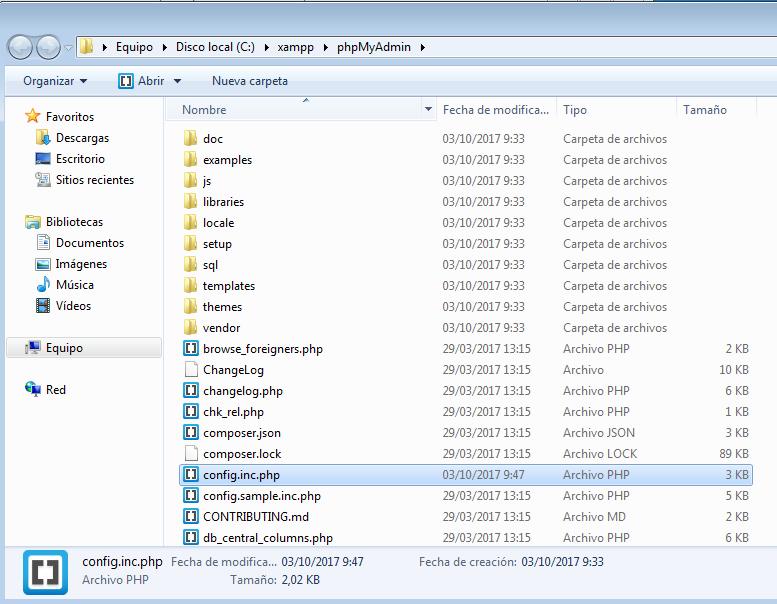 Equipo Disco local (C:) xampp phpMyAdmin
Organizar Abrir Nueva carpeta
Nombre Fecha de modifica... Tipo Tamaño
Favoritos
Descargas
Escritorio
Sitios recientes
Bibliotecas
Documentos
Imágenes
Música
Vídeos
Equipo
Red
doc 03/10/2017 9:33 Carpeta de archivos
examples 03/10/2017 9:33 Carpeta de archivos
js 03/10/2017 9:33 Carpeta de archivos
libraries 03/10/2017 9:33 Carpeta de archivos
locale 03/10/2017 9:33 Carpeta de archivos
setup 03/10/2017 9:33 Carpeta de archivos
sql 03/10/2017 9:33 Carpeta de archivos
templates 03/10/2017 9:33 Carpeta de archivos
themes 03/10/2017 9:33 Carpeta de archivos
vendor 03/10/2017 9:33 Carpeta de archivos
browse_foreigners.php 29/03/2017 13:15 Archivo PHP 2 KB
ChangeLog 29/03/2017 13:15 Archivo 10 KB
changelog.php 29/03/2017 13:15 Archivo PHP 6 KB
chk_rel.php 29/03/2017 13:15 Archivo PHP 1 KB
composer.json 29/03/2017 13:15 Archivo JSON 3 KB
composer.lock 29/03/2017 13:15 Archivo LOCK 89 KB
config.inc.php 03/10/2017 9:47 Archivo PHP 3 KB
config.sample.inc.php 29/03/2017 13:15 Archivo PHP 5 KB
CONTRIBUTING.md 29/03/2017 13:15 Archivo MD 2 KB
db_central_columns.php 29/03/2017 13:15 Archivo PHP 6 KB
config.inc.php Fecha de modifica... 03/10/2017 9:47 Fecha de creación: 03/10/2017 9:33
Archivo PHP Tamaño: 2,02 KB